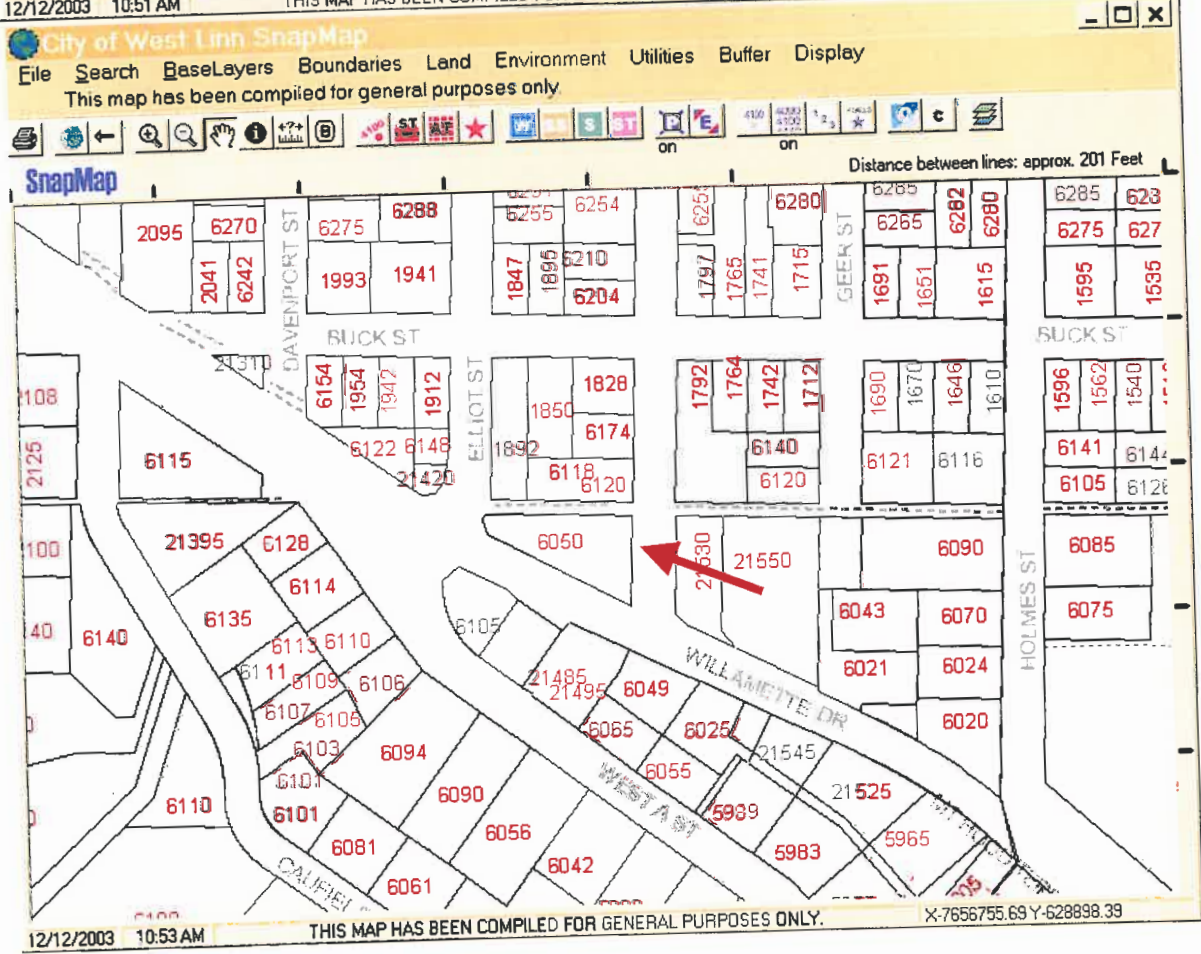 12/12/2003 10:51 AM
City of West Linn SnapMap
File Search BaseLayers Boundaries Land Environment Utilities Buffer Display
This map has been compiled for general purposes only.
on on
Distance between lines: approx. 201 Feet
SnapMap
2095 6270 6275 6288 6255 6254 6280 6285 6265 6282 6280 6285
6275
2041 6242 DAVENPORT ST 1993 1941 1847 1895 6210 6204 1797 1765 1741 1715 GEER ST 1691 1651 1615 1595 1535
BUCK ST BUCK ST
21310
2108 6154 1954 1942 1912 ELLIOT ST 1850 1828 1792 1764 1742 1712 1690 1670 1646 1610 1596 1562 1540
6174
2125 6115 6122 6148 1892 6140 6121 6116 6141
21420 6118 6120 6120 6105 6126
21395 6128 6050 21530 21550 6090 HOLMES ST 6085
6114
6135 6043 6070 6075
6140 6113 6110 6105
6111 6109 6106 21485 21495 6049 WILLAMETTE DR 6021 6024
6107 6105 6065 6025 6020
6103 6094 21545
6101 6055
6110 6101 6090 WEST A ST 5989 21525
6081 6056 5983 5965
6061 6042
12/12/2003 10:53 AM THIS MAP HAS BEEN COMPILED FOR GENERAL PURPOSES ONLY. X-7656755.69 Y-628898.39